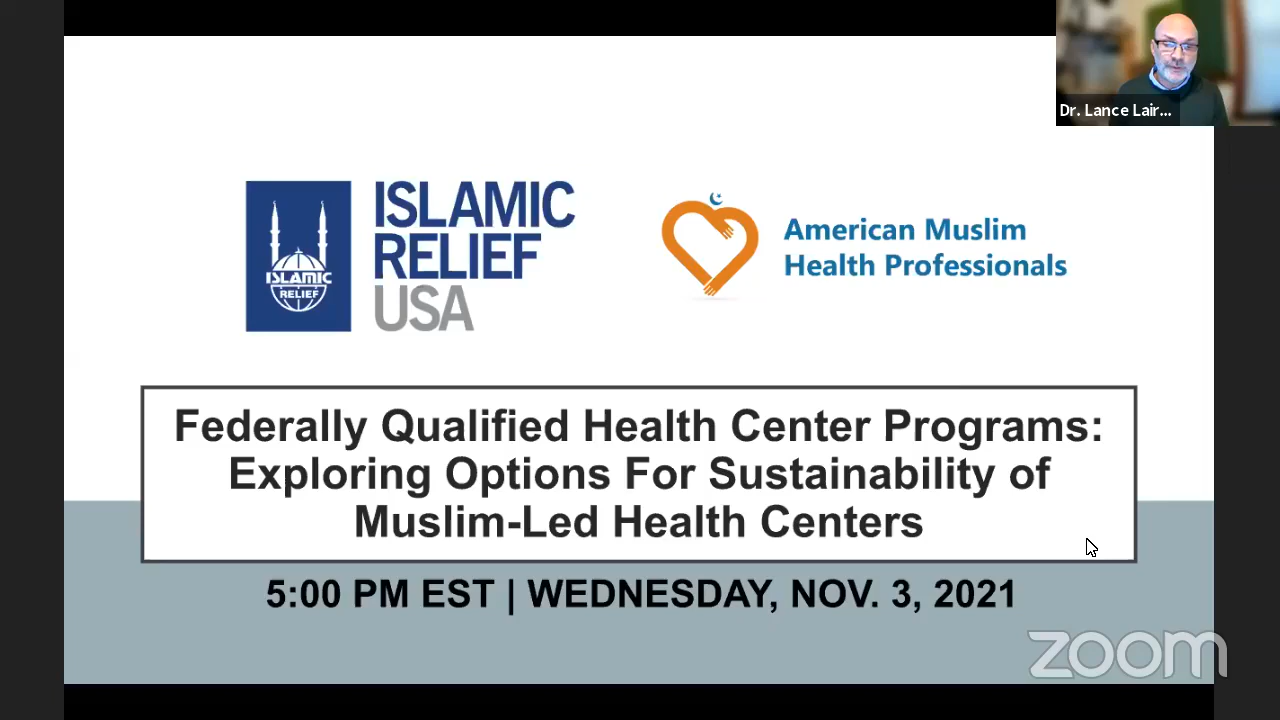 Dr. Lance Lair...
ISLAMIC
RELIEF
USA
ISLAMIC
RELIEF
American Muslim
Health Professionals
Federally Qualified Health Center Programs:
Exploring Options For Sustainability of
Muslim-Led Health Centers
5:00 PM EST | WEDNESDAY, NOV. 3, 2021
zoom